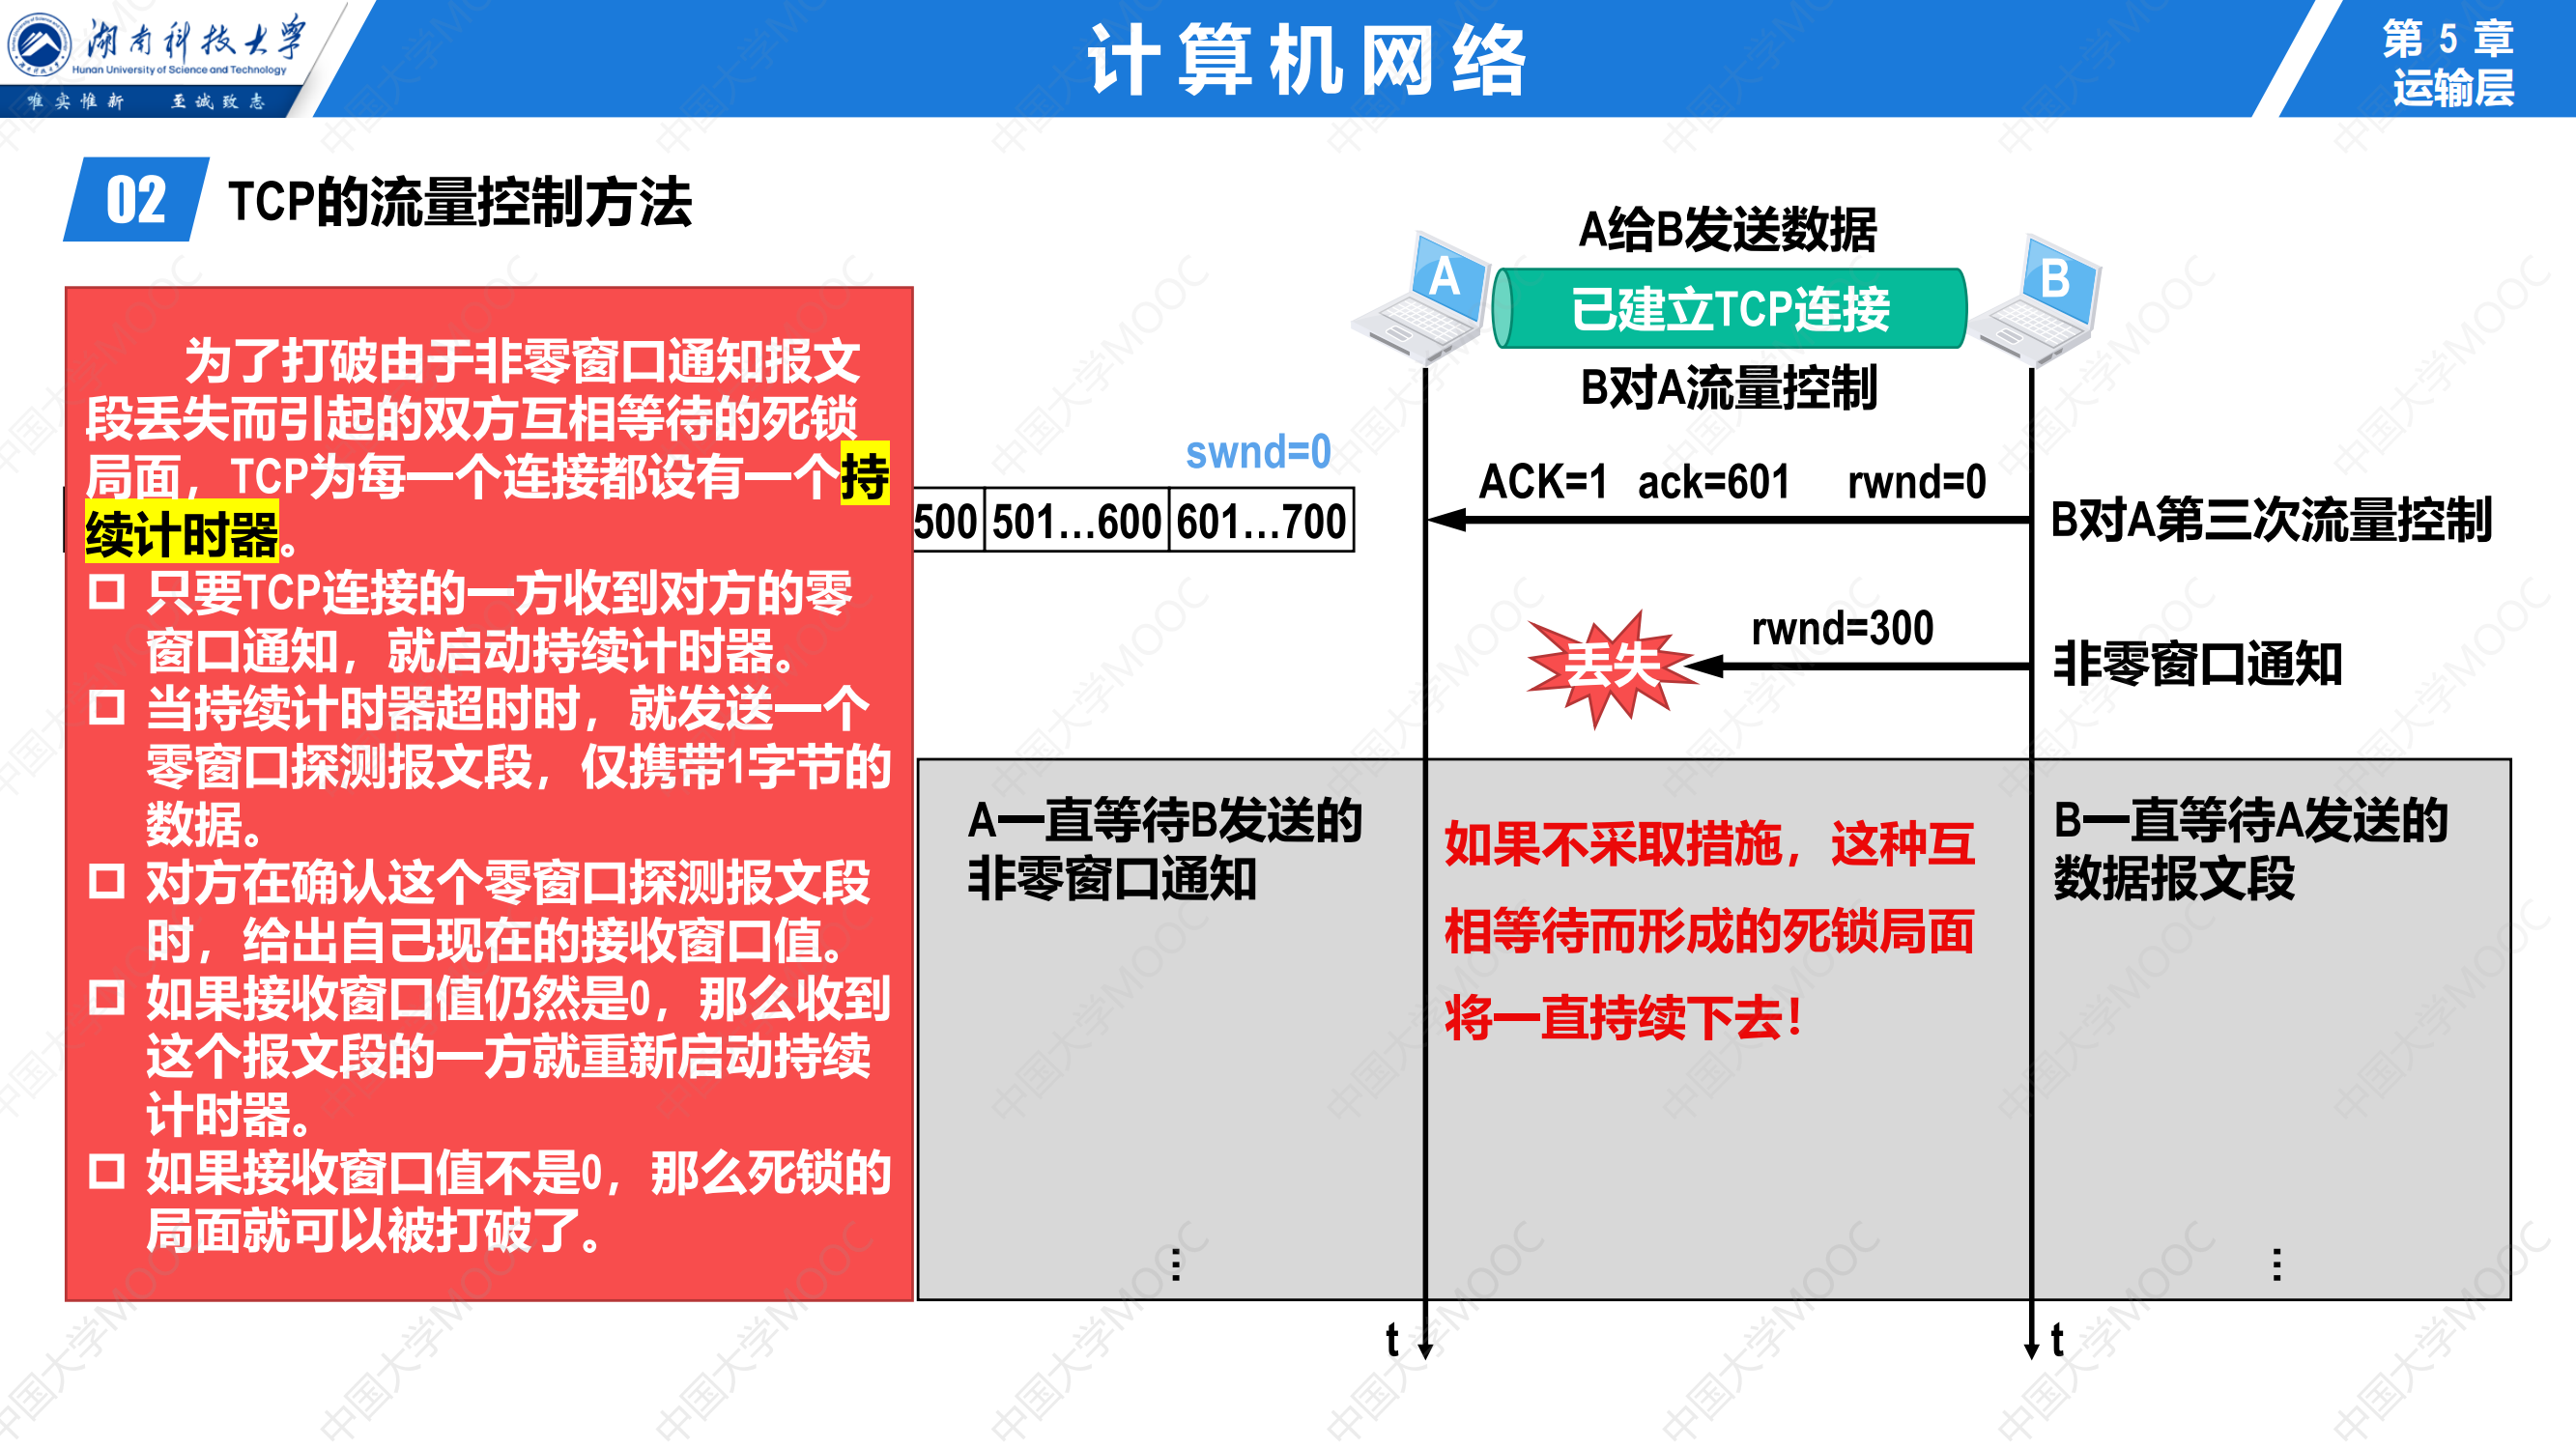 湖南科技大学
Hunan University of Science and Technology
唯实惟新 至诚致志
计算机网络
第 5 章
运输层
02 TCP的流量控制方法
为了打破由于非零窗口通知报文
段丢失而引起的双方互相等待的死锁
局面，TCP为每一个连接都设有一个持
续计时器。
只要TCP连接的一方收到对方的零
窗口通知，就启动持续计时器。
当持续计时器超时时，就发送一个
零窗口探测报文段，仅携带1字节的
数据。
对方在确认这个零窗口探测报文段
时，给出自己现在的接收窗口值。
如果接收窗口值仍然是0，那么收到
这个报文段的一方就重新启动持续
计时器。
如果接收窗口值不是0，那么死锁的
局面就可以被打破了。
A给B发送数据
A
已建立TCP连接
B
B对A流量控制
swnd=0
500 501…600 601…700
ACK=1 ack=601 rwnd=0
B对A第三次流量控制
rwnd=300
丢失
非零窗口通知
A一直等待B发送的
非零窗口通知
如果不采取措施，这种互
相等待而形成的死锁局面
将一直持续下去！
B一直等待A发送的
数据报文段
…
…
t
t
中国大学MOOC